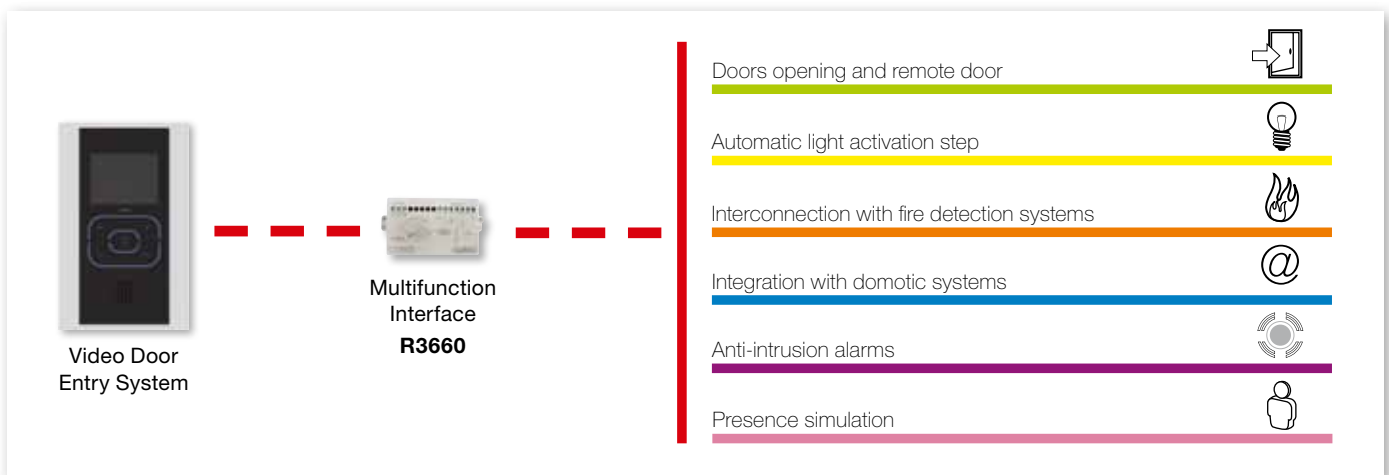 Video Door
Entry System
Multifunction
Interface
R3660
Doors opening and remote door
Automatic light activation step
Interconnection with fire detection systems
Integration with domotic systems
@
Anti-intrusion alarms
Presence simulation